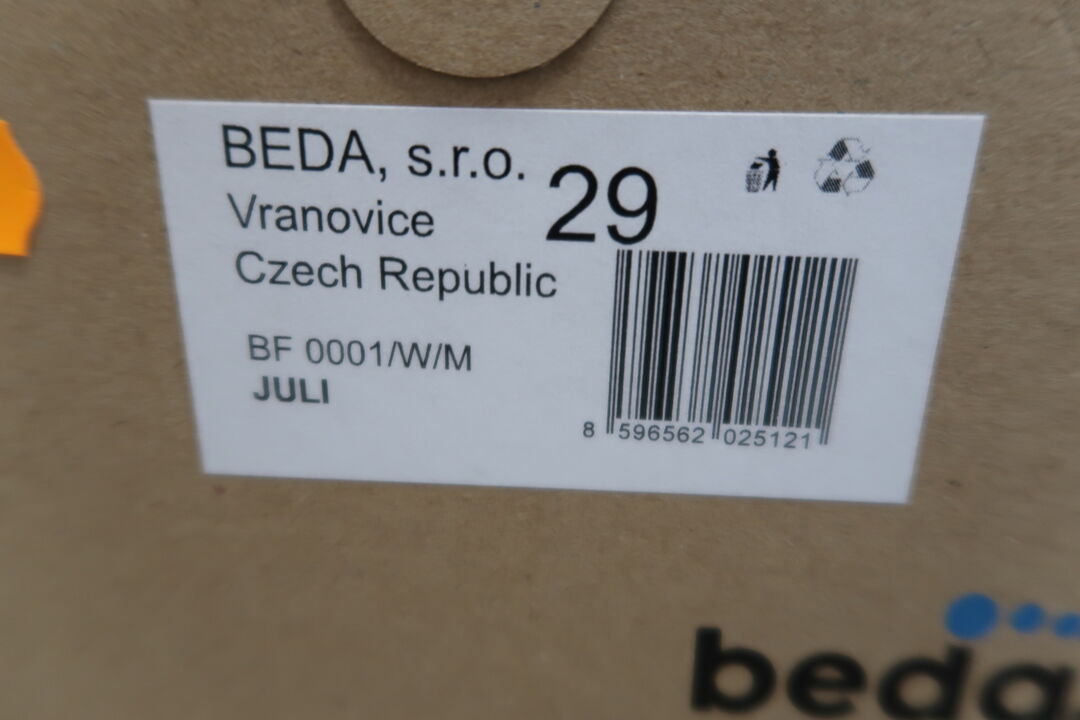 BEDA, s.r.o.
29
Vranovice
Czech Republic
BF 0001/W/M
JULI
8 596562 025121
beda